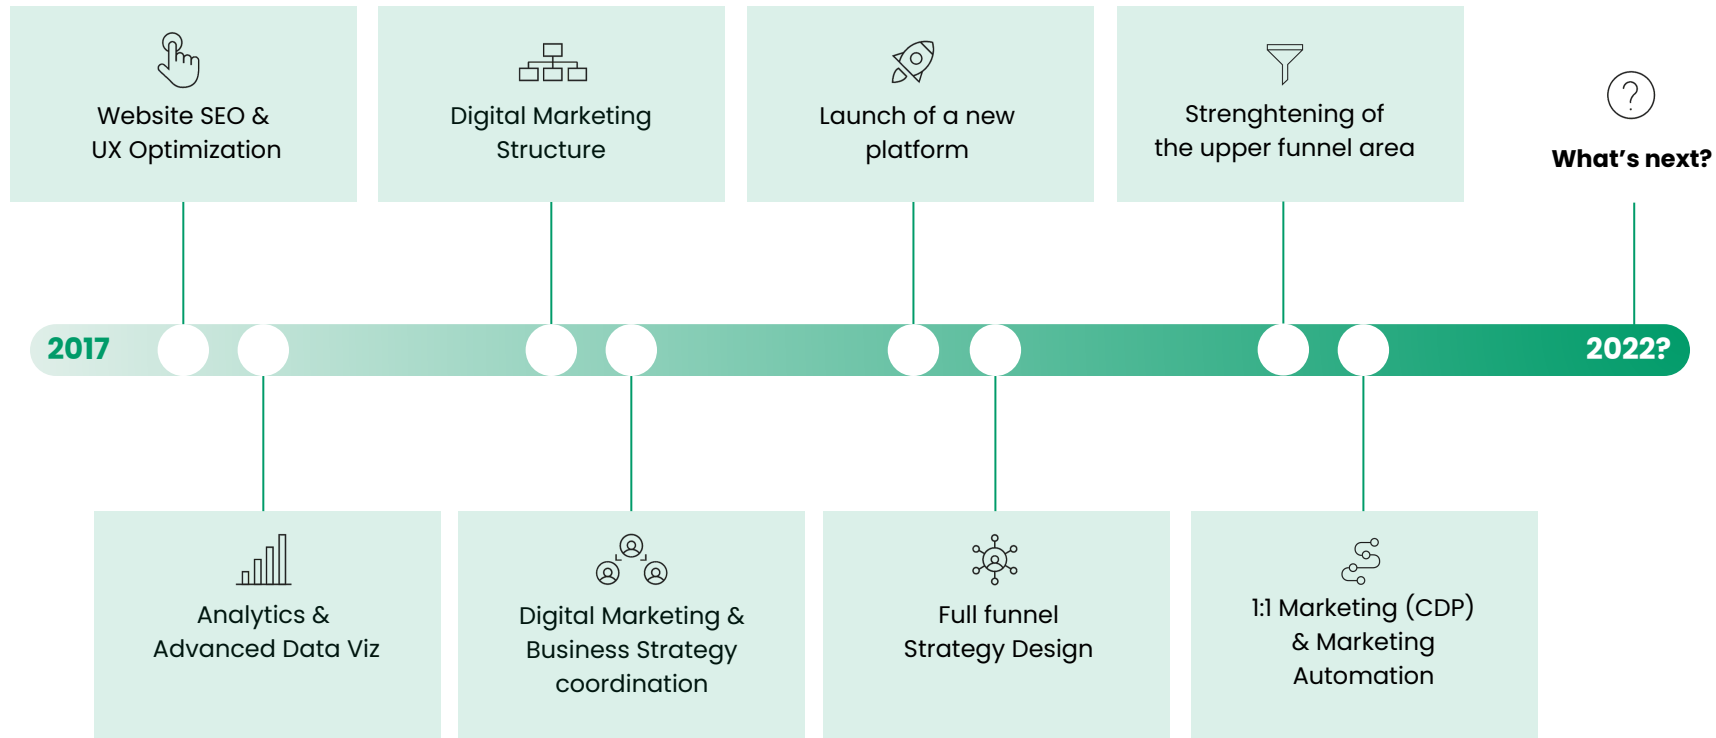 Website SEO &
UX Optimization
Digital Marketing
Structure
Launch of a new
platform
Strenghtening of
the upper funnel area
?
What's next?
2017
2022?
Analytics &
Advanced Data Viz
Digital Marketing &
Business Strategy
coordination
Full funnel
Strategy Design
1:1 Marketing (CDP)
& Marketing
Automation